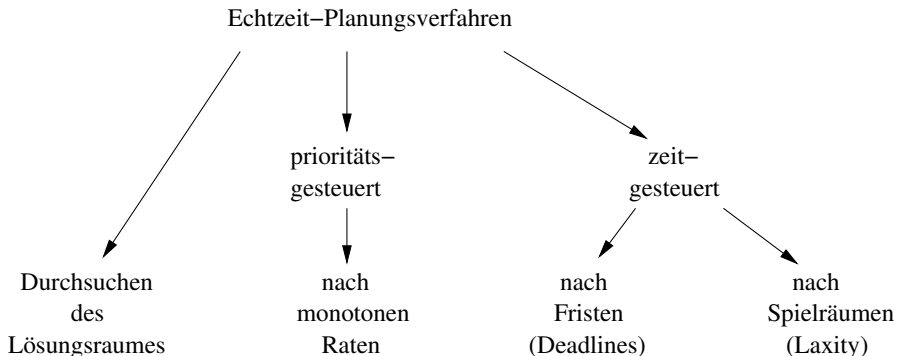 Echtzeit−Planungsverfahren
prioritäts−
gesteuert
zeit−
gesteuert
Durchsuchen
des
Lösungsraumes
nach
monotonen
Raten
nach
Fristen
(Deadlines)
nach
Spielräumen
(Laxity)